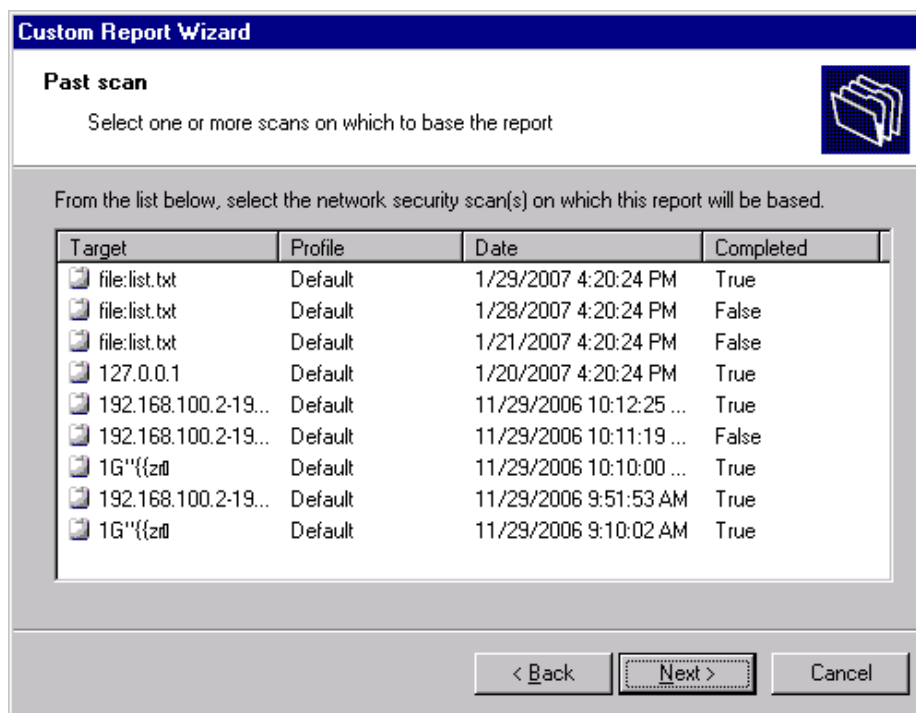 Custom Report Wizard
Past scan
Select one or more scans on which to base the report
From the list below, select the network security scan(s) on which this report will be based.
Target Profile Date Completed
file:list.txt Default 1/29/2007 4:20:24 PM True
file:list.txt Default 1/28/2007 4:20:24 PM False
file:list.txt Default 1/21/2007 4:20:24 PM False
127.0.0.1 Default 1/20/2007 4:20:24 PM True
192.168.100.2-19... Default 11/29/2006 10:12:25 ... True
192.168.100.2-19... Default 11/29/2006 10:11:19 ... False
Default 11/29/2006 10:10:00 ... True
192.168.100.2-19... Default 11/29/2006 9:51:53 AM True
Default 11/29/2006 9:10:02 AM True
< Back Next > Cancel